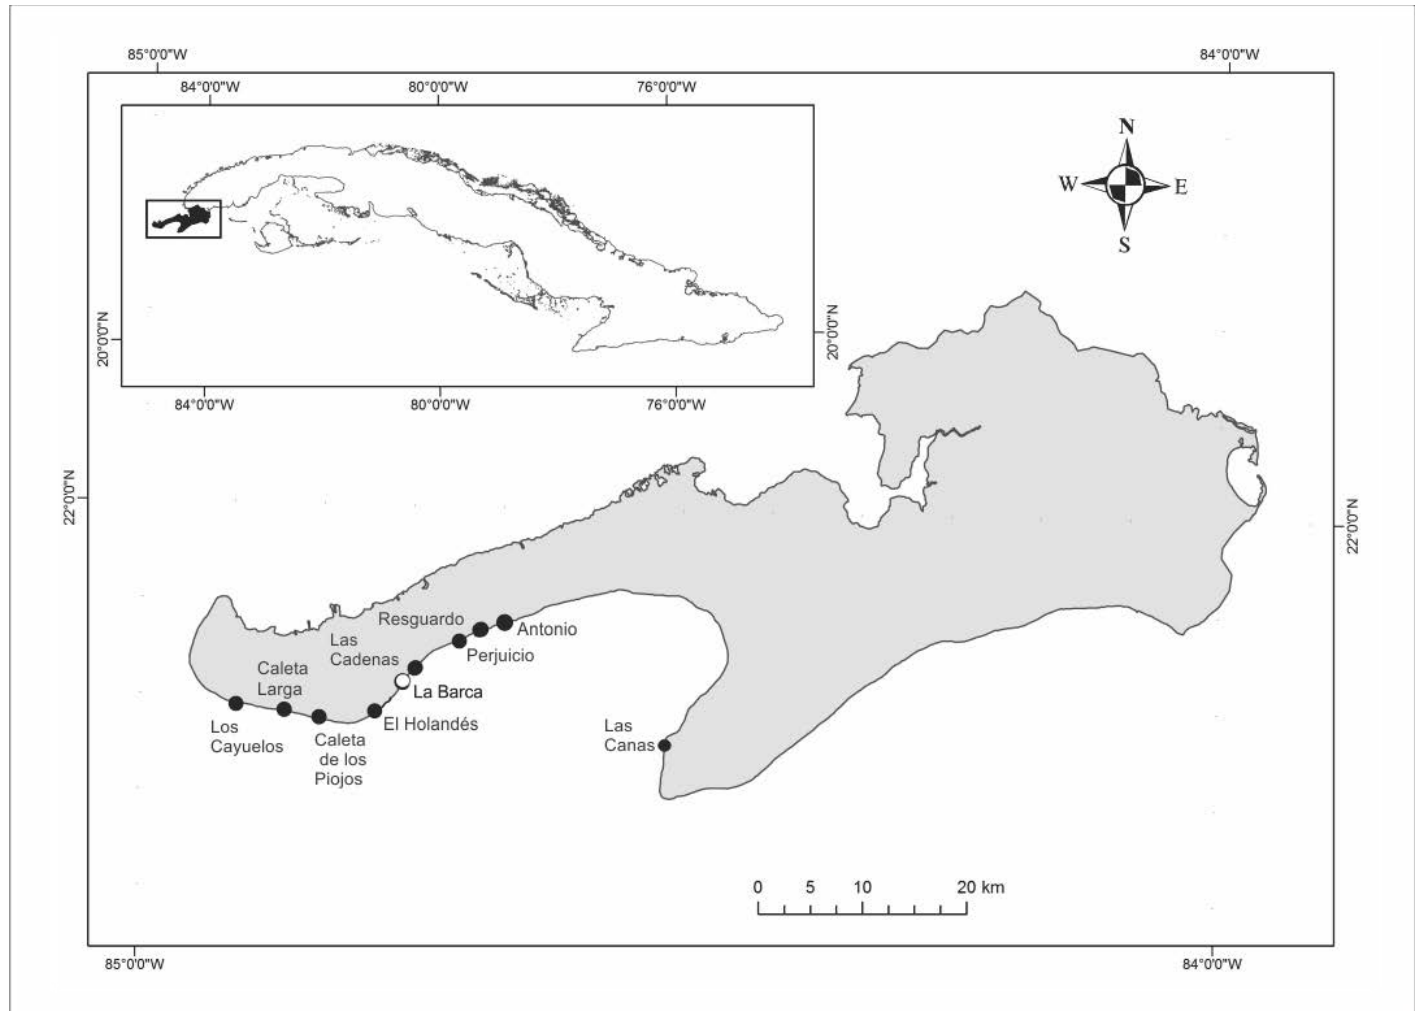 85°0'0"W
84°0'0"W
84°0'0"W
80°0'0"W
76°0'0"W
N
W
E
S
20°0'0"N
20°0'0"N
84°0'0"W
80°0'0"W
76°0'0"W
22°0'0"N
22°0'0"N
Resguardo
Antonio
Las
Cadenas
Perjuicio
Caleta
Larga
La Barca
El Holandés
Los
Cayuelos
Caleta
de los
Piojos
Las
Canas
0 5 10 20 km
85°0'0"W
84°0'0"W